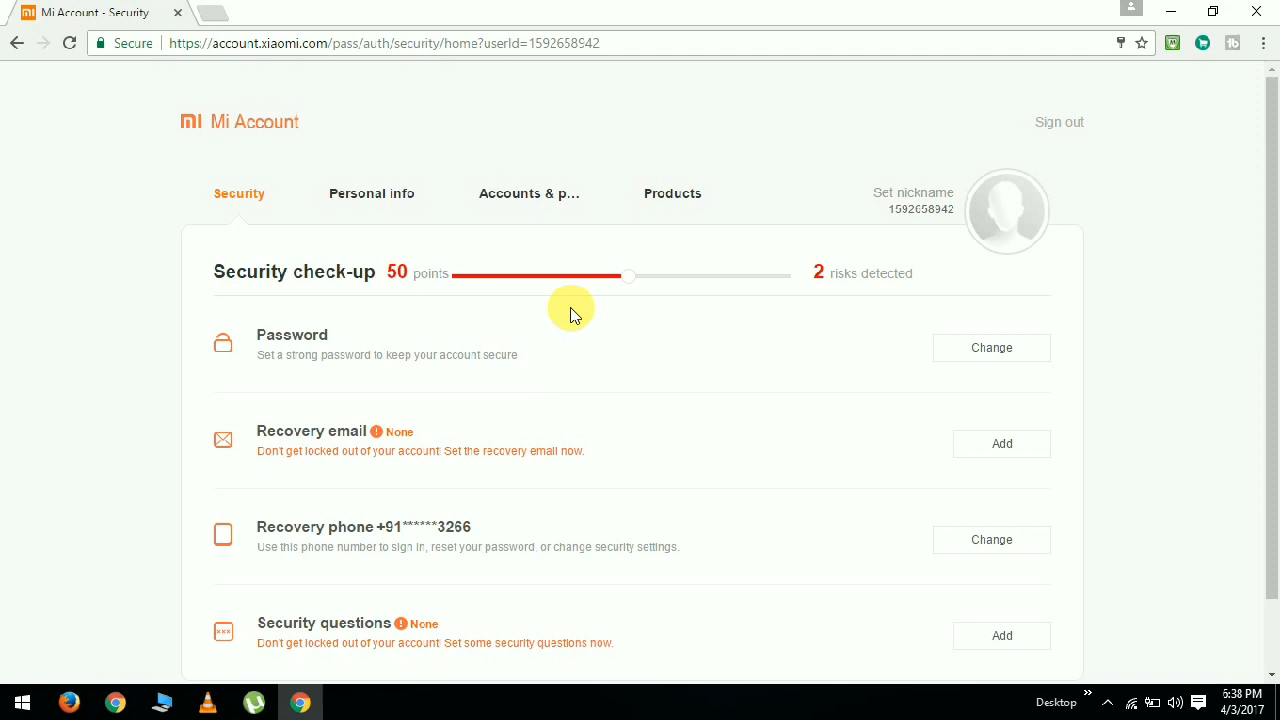 Mi Account - Security
Secure https://account.xiaomi.com/pass/auth/security/home?userId=1592658942
Mi Account
Sign out
Security Personal info Accounts & p... Products
Set nickname
1592658942
Security check-up 50 points 2 risks detected
Password
Set a strong password to keep your account secure
Change
Recovery email None
Don't get locked out of your account! Set the recovery email now.
Add
Recovery phone +91******3266
Use this phone number to sign in, reset your password, or change security settings.
Change
Security questions None
Don't get locked out of your account! Set some security questions now.
Add
Desktop
6:38 PM
4/3/2017